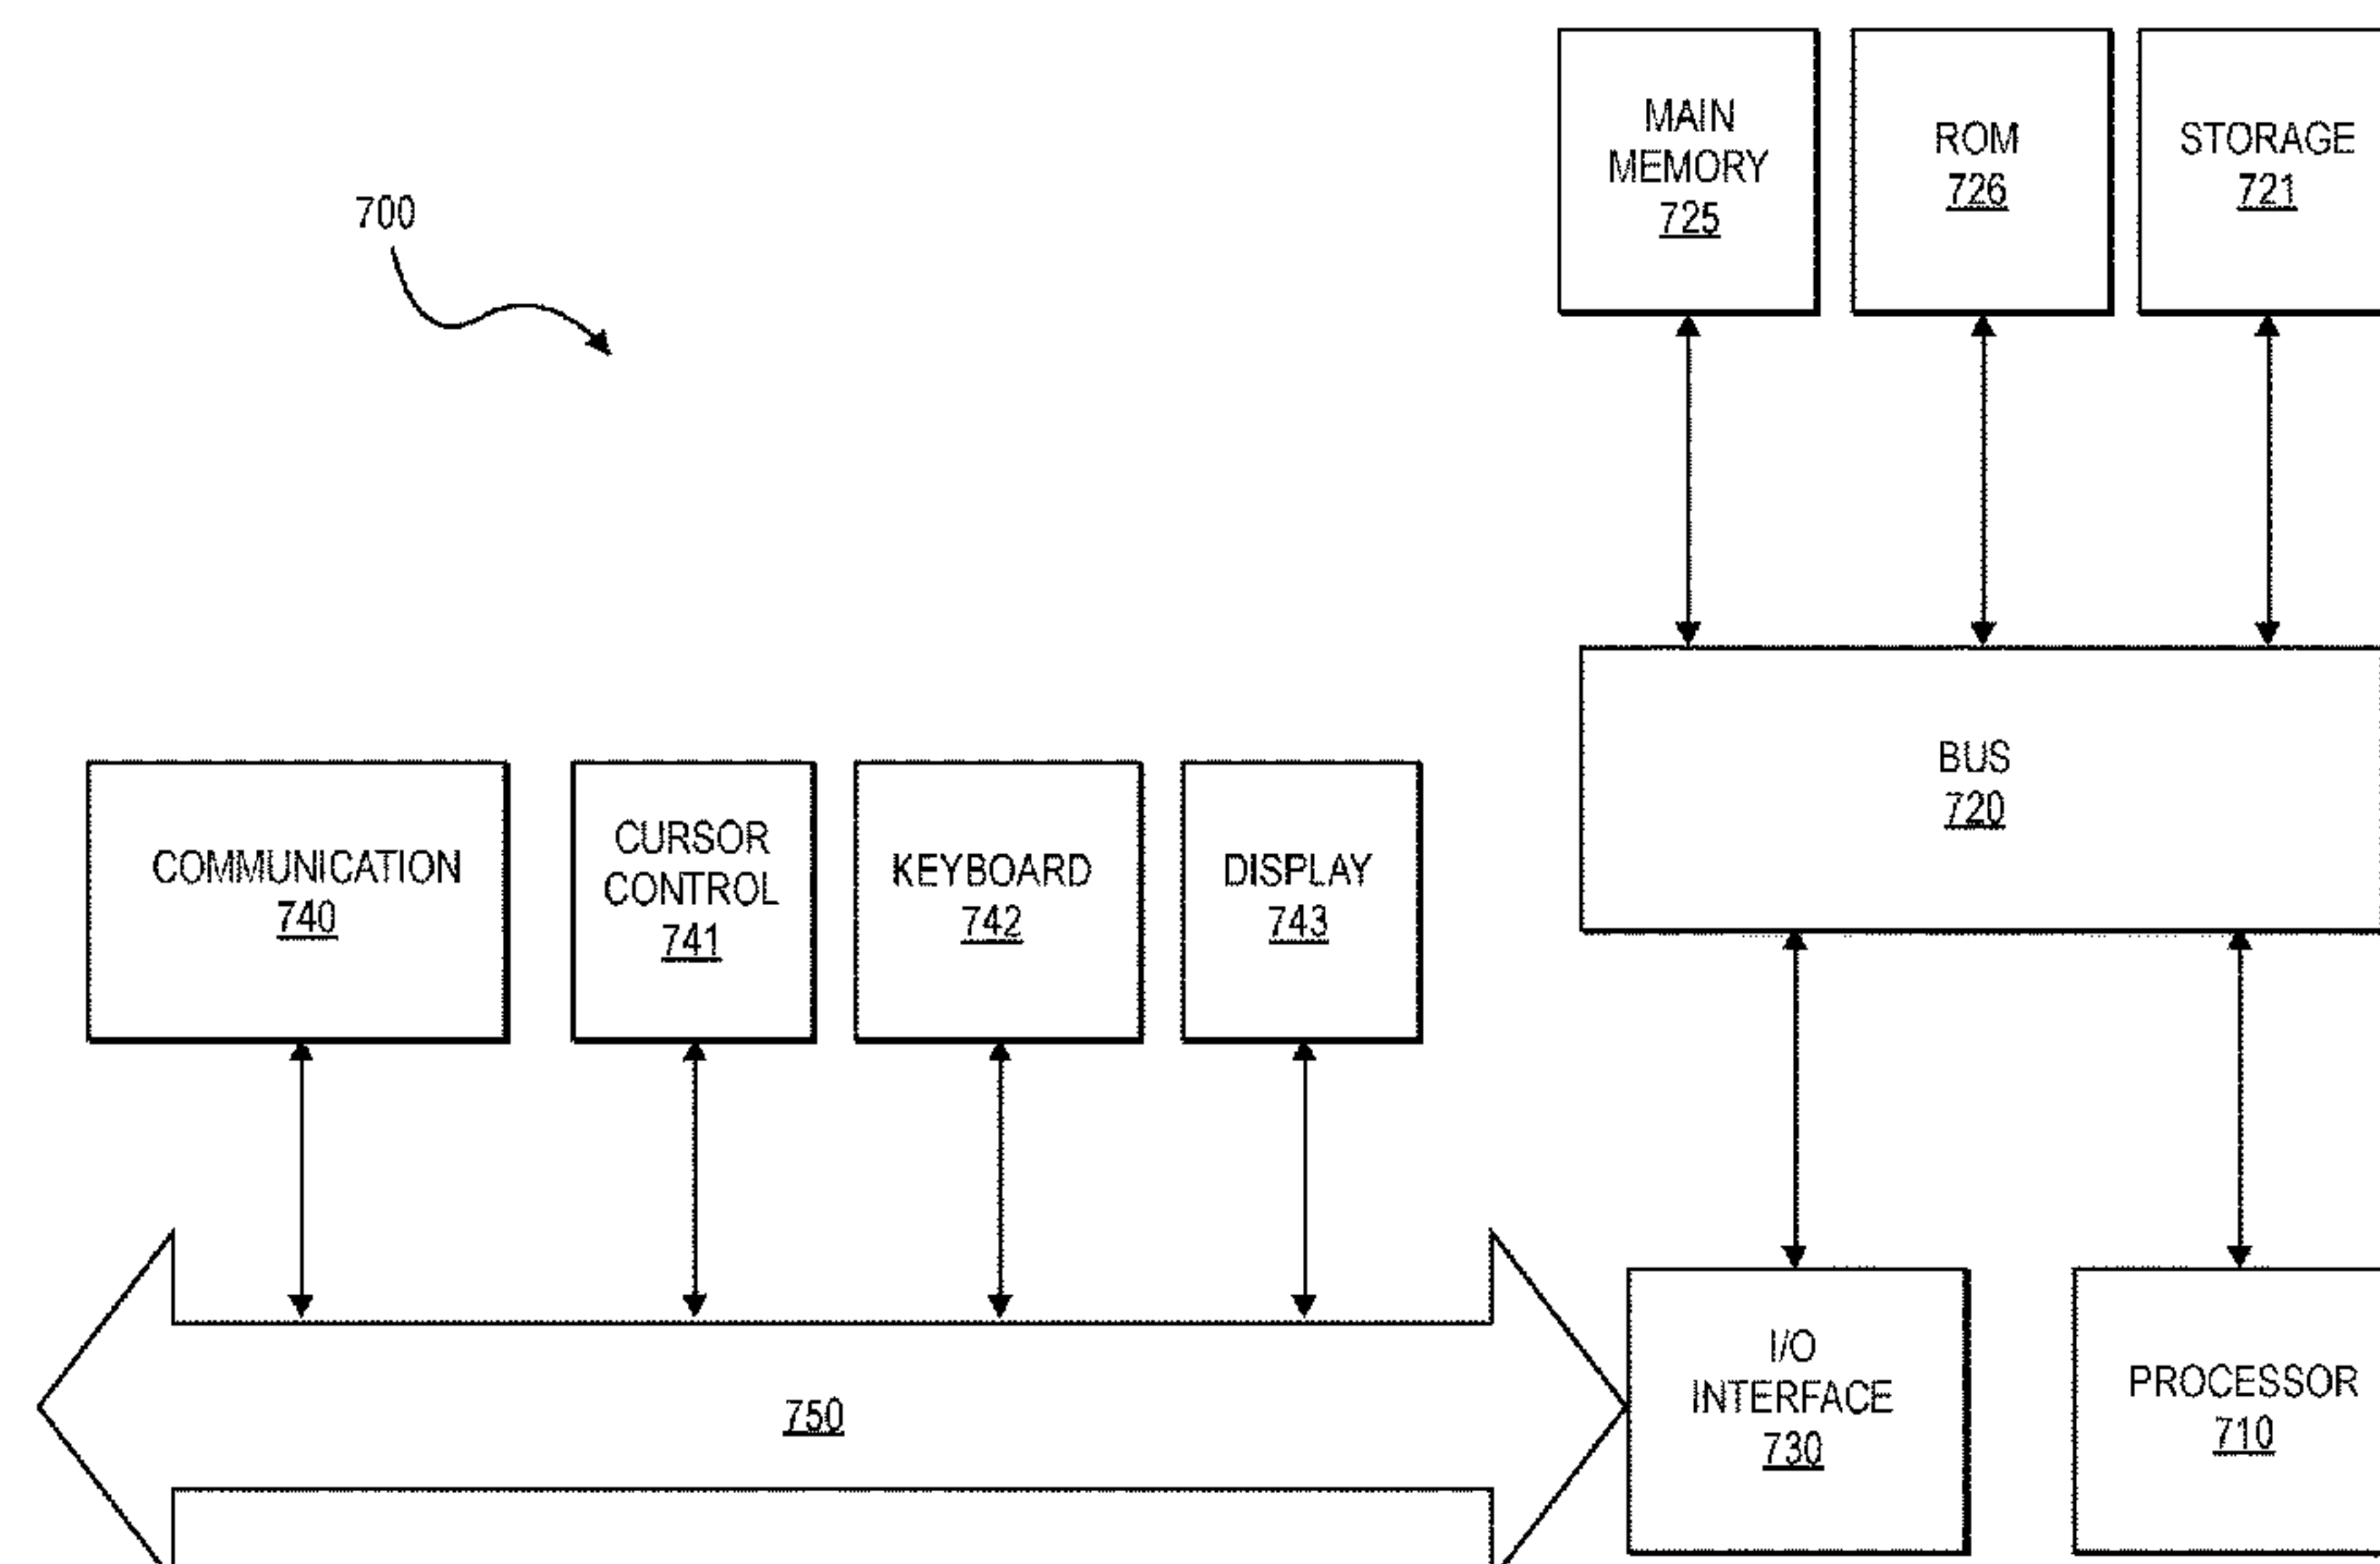 700
MAIN
MEMORY
725
ROM
726
STORAGE
721
BUS
720
COMMUNICATION
740
CURSOR
CONTROL
741
KEYBOARD
742
DISPLAY
743
750
I/O
INTERFACE
730
PROCESSOR
710